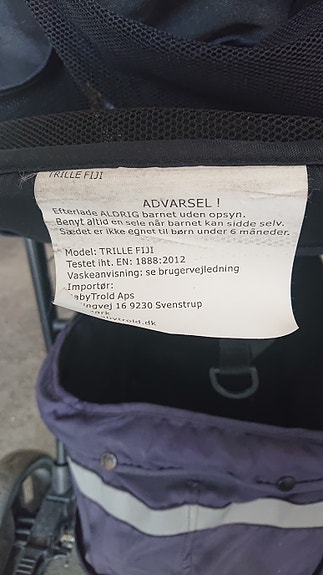 TRILLE FIJI
ADVARSEL !
Efterlade ALDRIG barnet uden opsyn.
Benyt altid en sele når barnet kan sidde selv.
Sædet er ikke egnet til børn under 6 måneder.
Model: TRILLE FIJI
Testet iht. EN: 1888:2012
Vaskeanvisning: se brugervejledning
Importør:
BabyTrold Aps
16 9230 Svenstrup